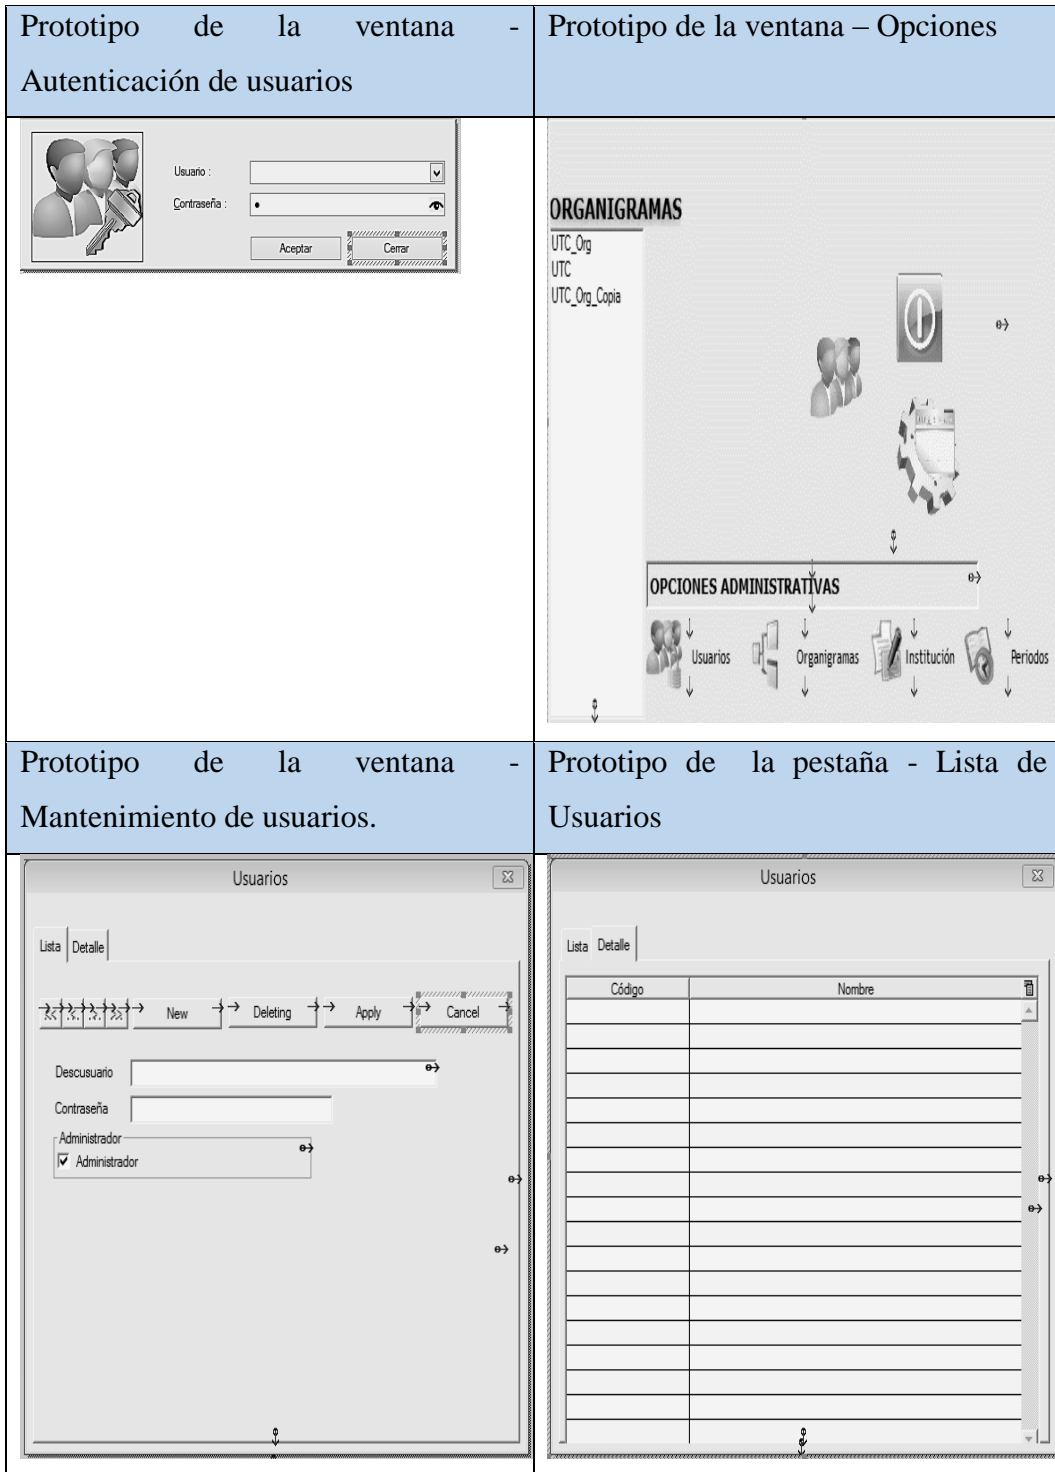 Prototipo de la ventana -
Autenticación de usuarios
Prototipo de la ventana – Opciones
Usuario :
Contraseña :
Aceptar
Cerrar
ORGANIGRAMAS
UTC_Org
UTC
UTC_Org_Copia
OPCIONES ADMINISTRATIVAS
Usuarios
Organigramas
Institución
Periodos
Prototipo de la ventana -
Mantenimiento de usuarios.
Prototipo de la pestaña - Lista de
Usuarios
Usuarios
Lista
Detalle
<< < > >> New Deleting Apply Cancel
Descusuario
Contraseña
Administrador
Administrador
Usuarios
Lista
Detalle
Código
Nombre